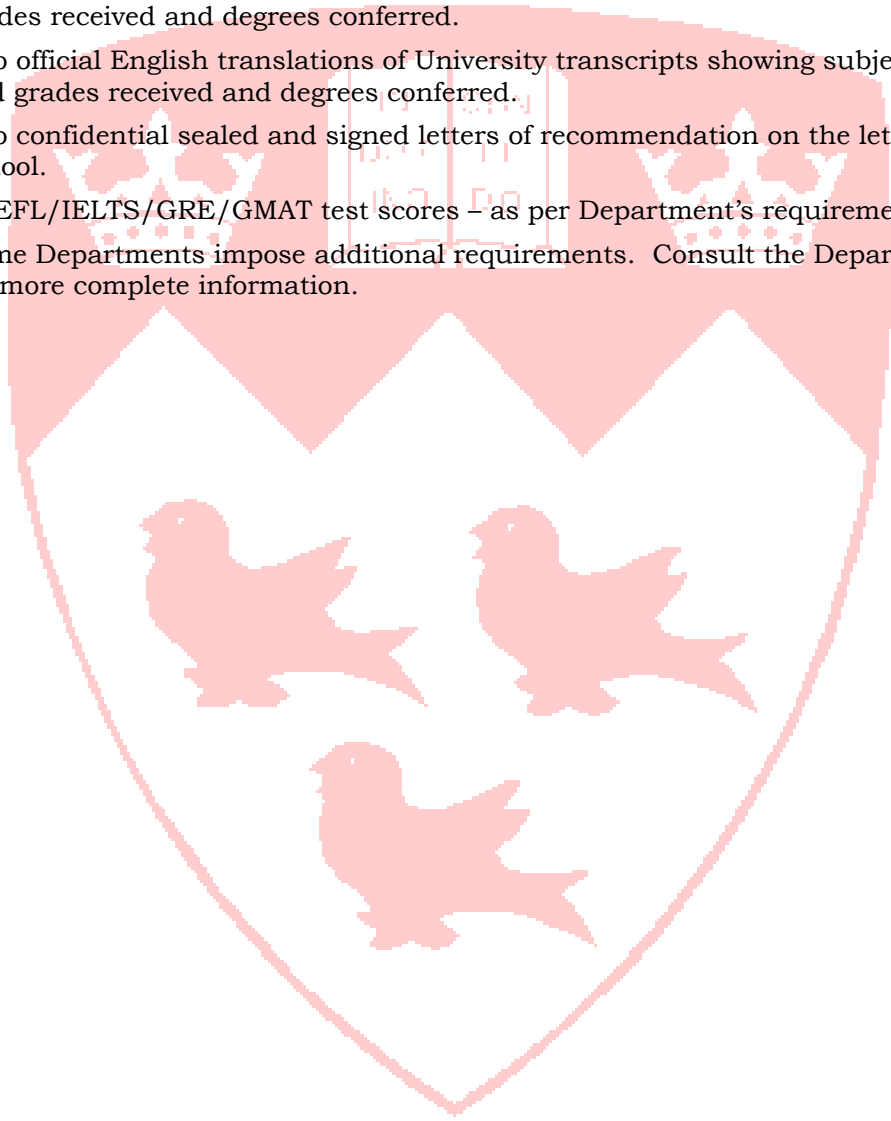 des received and degrees conferred.
o official English translations of University transcripts showing subje
d grades received and degrees conferred.
o confidential sealed and signed letters of recommendation on the let
ool.
EFL/IELTS/GRE/GMAT test scores – as per Department's requireme
me Departments impose additional requirements.  Consult the Depar
more complete information.